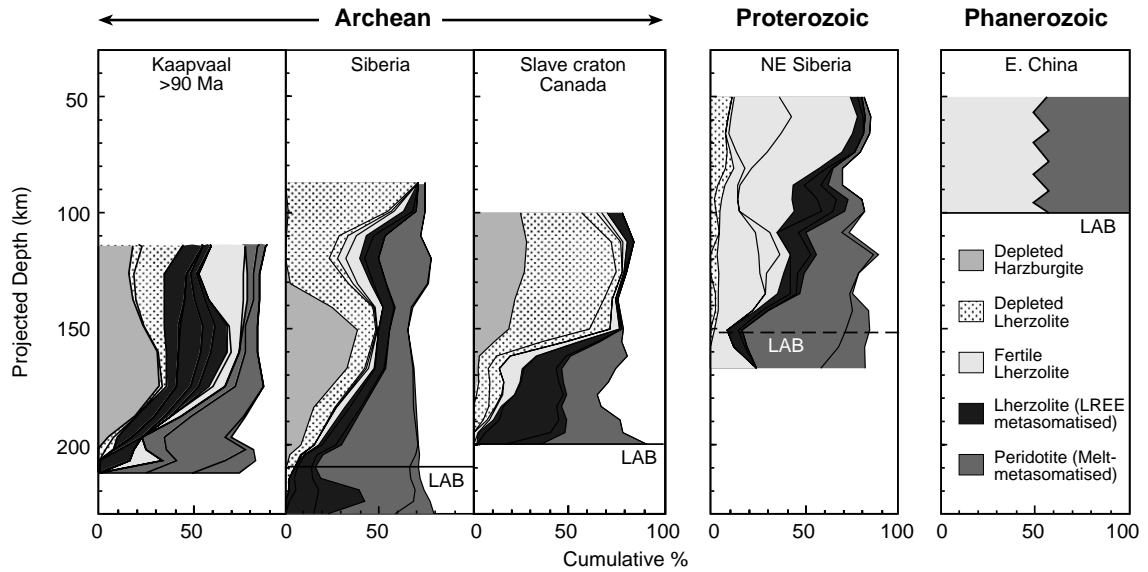 Archean
Proterozoic
Phanerozoic
Kaapvaal
>90 Ma
Siberia
Slave craton
Canada
NE Siberia
E. China
Projected Depth (km)
50
100
150
200
LAB
LAB
LAB
LAB
Depleted
Harzburgite
Depleted
Lherzolite
Fertile
Lherzolite
Lherzolite (LREE
metasomatised)
Peridotite (Melt-
metasomatised)
0 50 0 50 0 50 100
0 50 100
0 50 100
Cumulative %